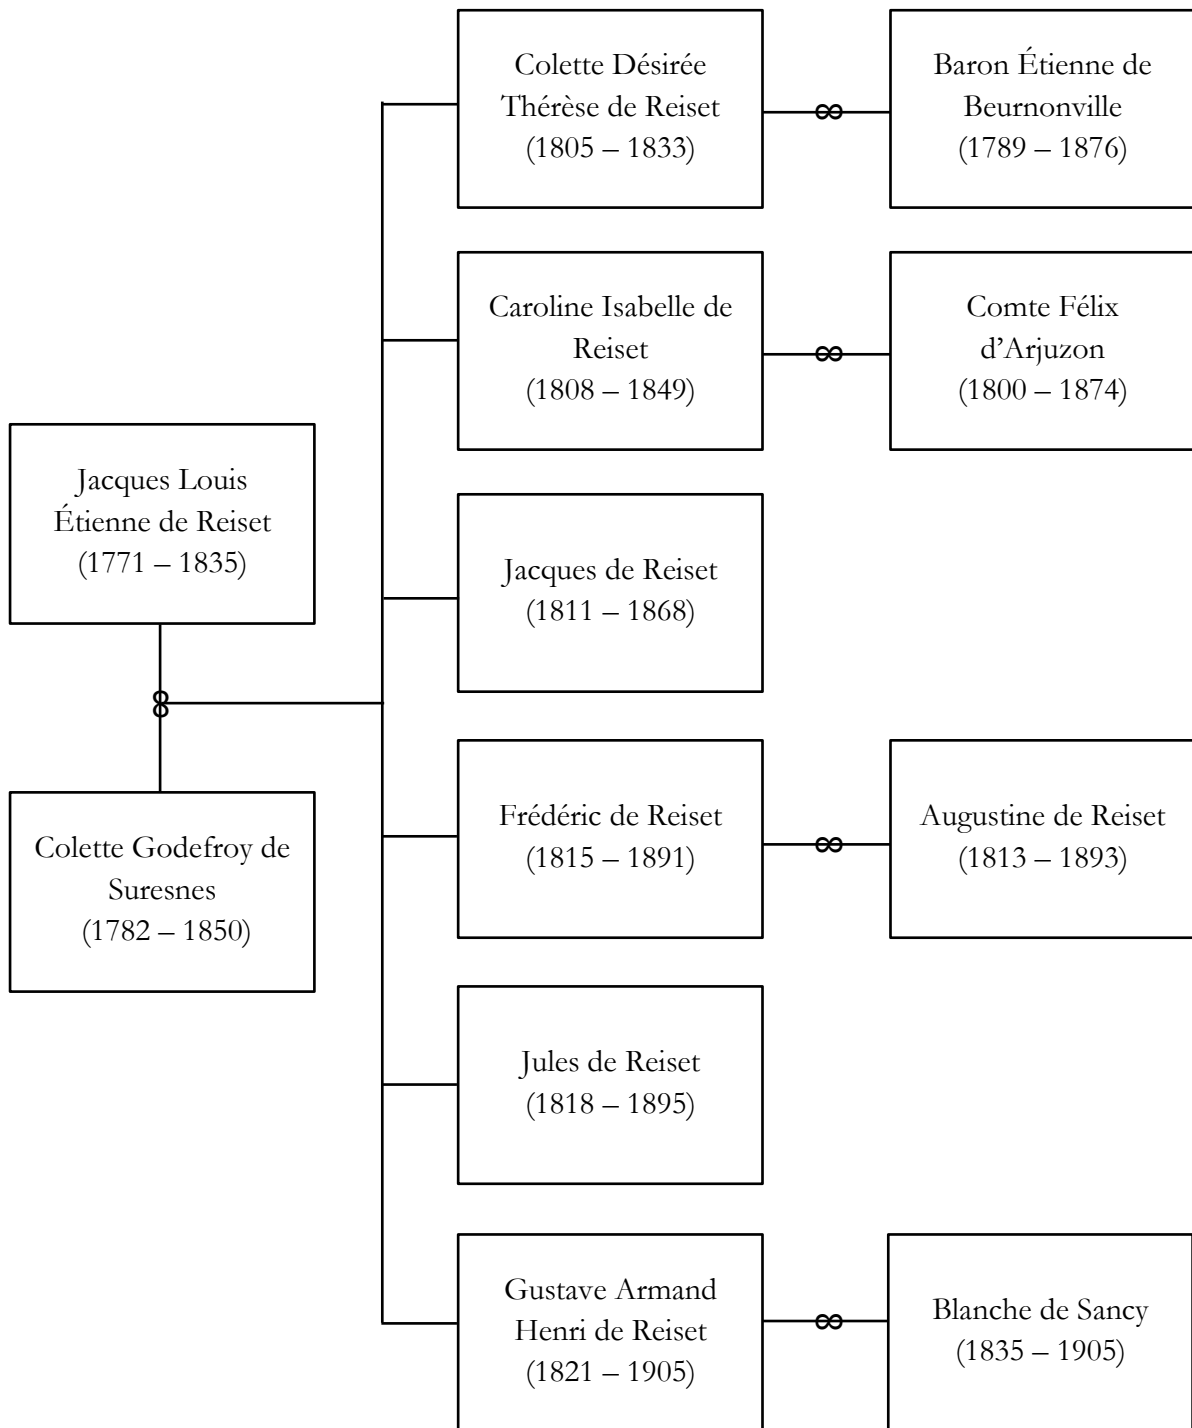 Colette Désirée
Thérèse de Reiset
(1805 – 1833)
Baron Étienne de
Beurnonville
(1789 – 1876)
Caroline Isabelle de
Reiset
(1808 – 1849)
Comte Félix
d’Arjuzon
(1800 – 1874)
Jacques Louis
Étienne de Reiset
(1771 – 1835)
Jacques de Reiset
(1811 – 1868)
Colette Godefroy de
Suresnes
(1782 – 1850)
Frédéric de Reiset
(1815 – 1891)
Augustine de Reiset
(1813 – 1893)
Jules de Reiset
(1818 – 1895)
Gustave Armand
Henri de Reiset
(1821 – 1905)
Blanche de Sancy
(1835 – 1905)